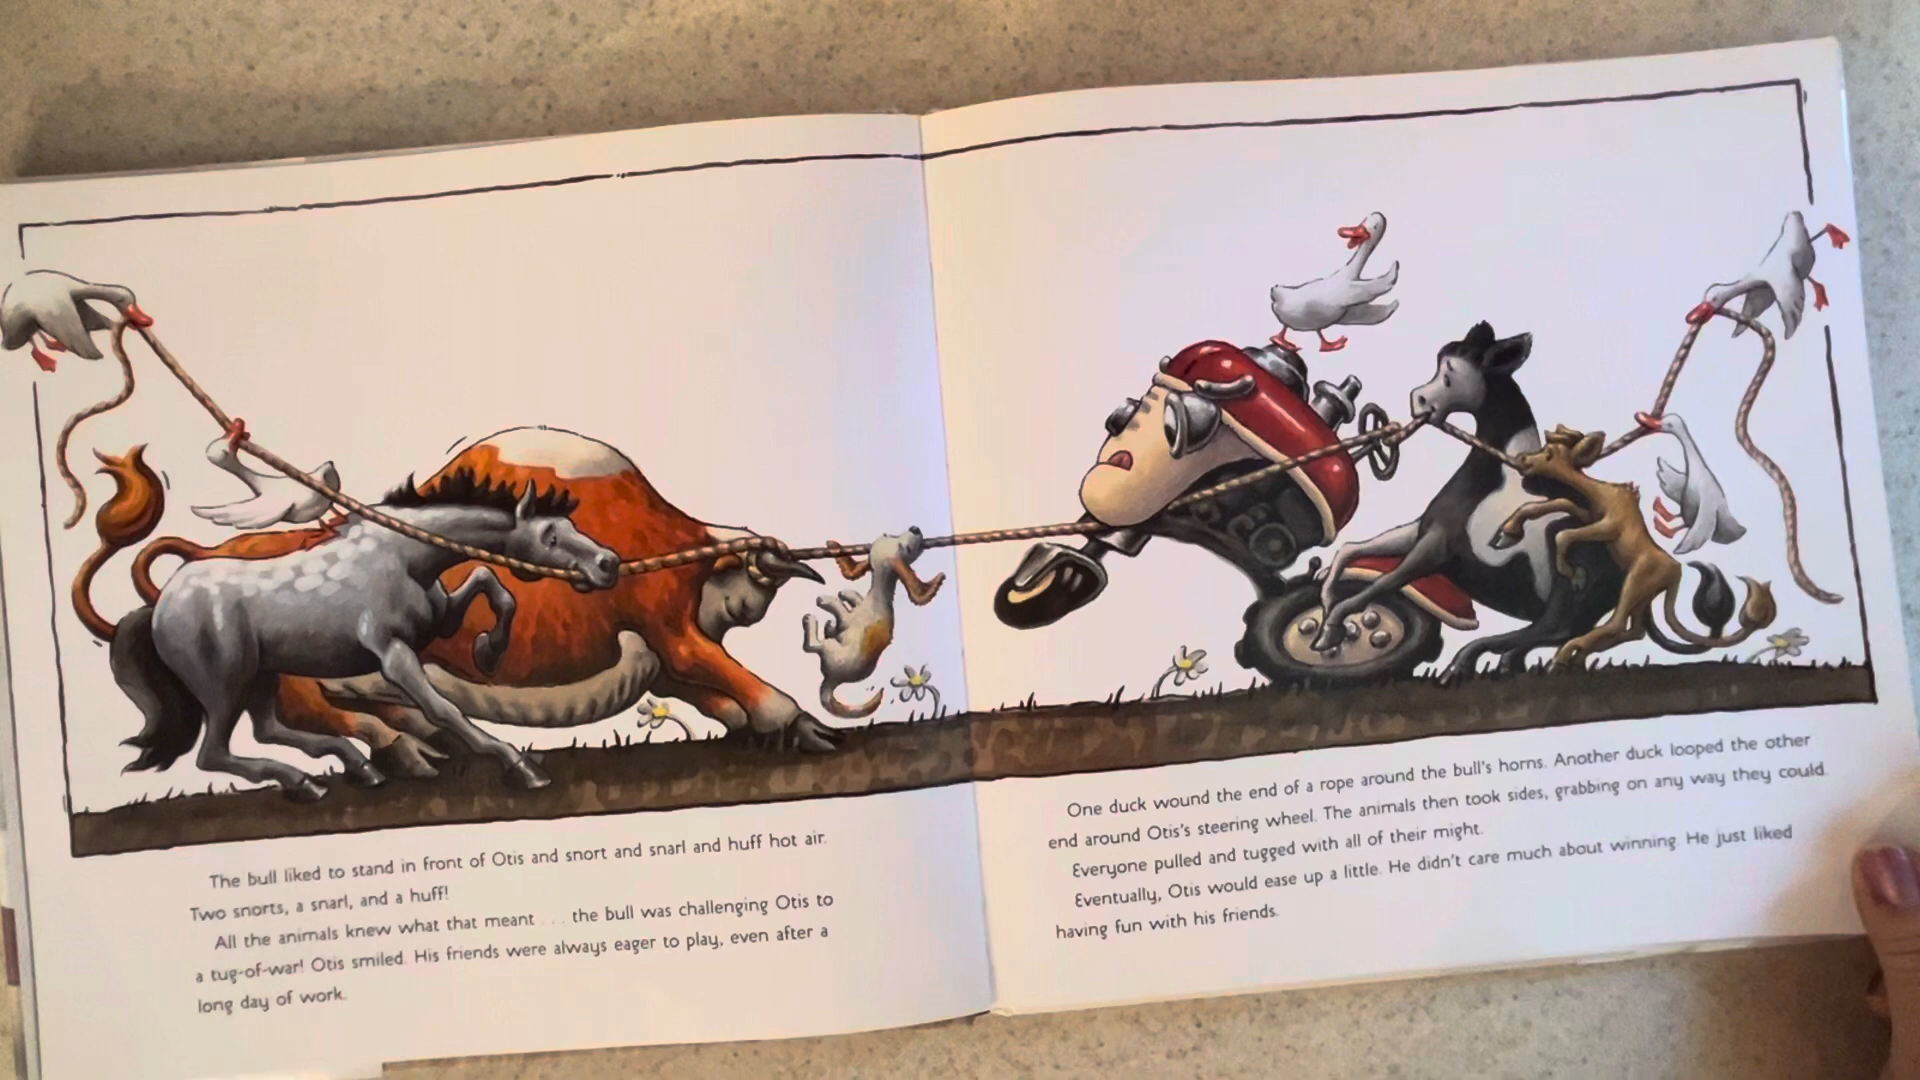 The bull liked to stand in front of Otis and snort and snarl and huff hot air.
Two snorts, a snarl, and a huff!
All the animals knew what that meant . . . the bull was challenging Otis to
a tug-of-war! Otis smiled. His friends were always eager to play, even after a
long day of work.
One duck wound the end of a rope around the bull's horns. Another duck looped the other
end around Otis's steering wheel. The animals then took sides, grabbing on any way they could.
Everyone pulled and tugged with all of their might.
Eventually, Otis would ease up a little. He didn't care much about winning. He just liked
having fun with his friends.